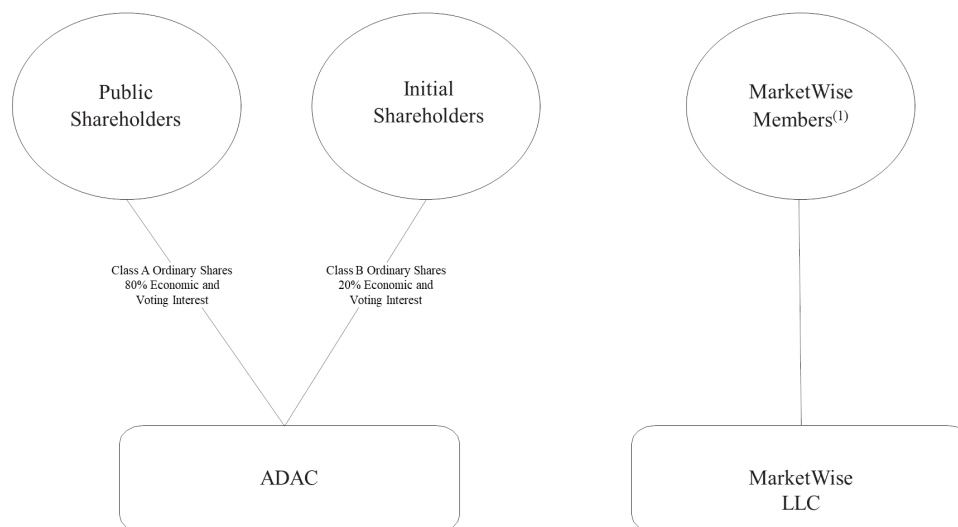 Public
Shareholders
Initial
Shareholders
MarketWise
Members(1)
Class A Ordinary Shares
80% Economic and
Voting Interest
Class B Ordinary Shares
20% Economic and
Voting Interest
ADAC
MarketWise
LLC